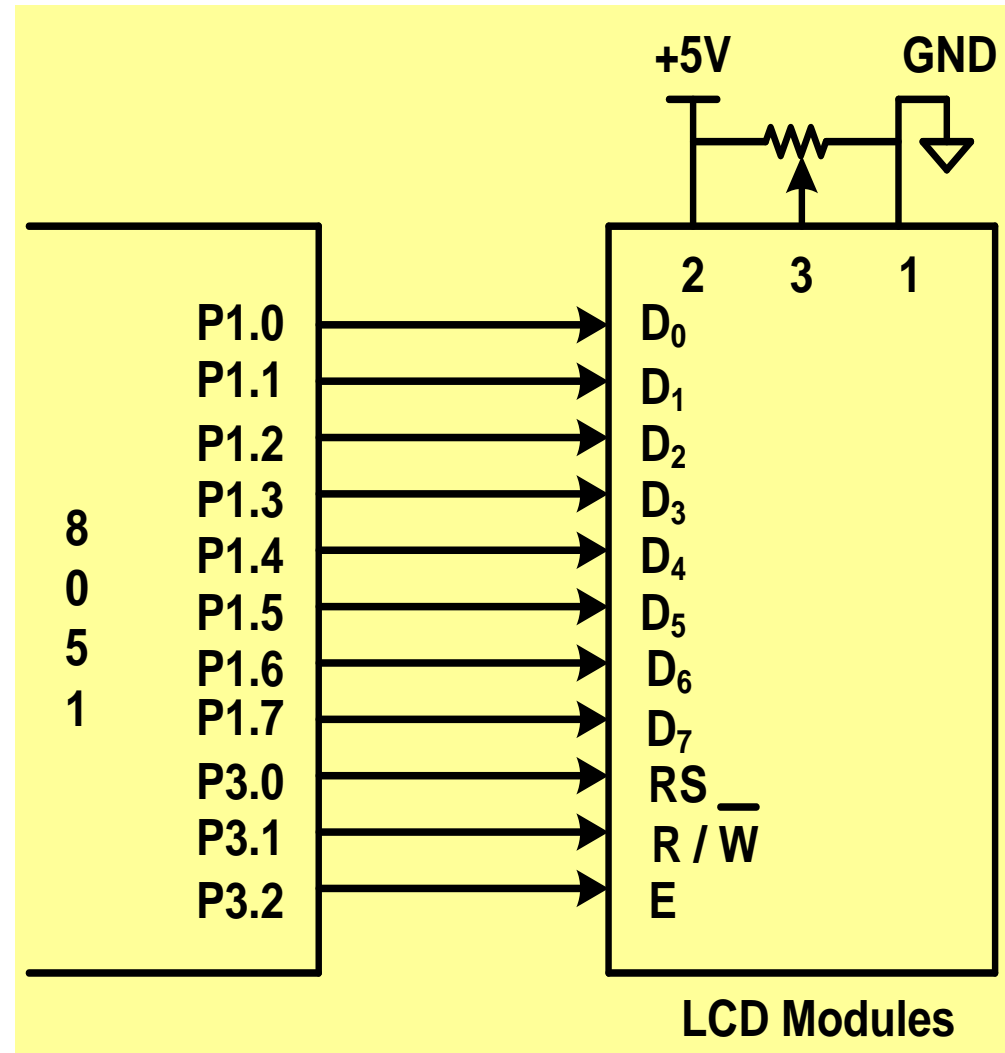 +5V GND
2 3 1
P1.0 D₀
P1.1 D₁
P1.2 D₂
P1.3 D₃
P1.4 D₄
P1.5 D₅
P1.6 D₆
P1.7 D₇
P3.0 RS
P3.1 R / W̅
P3.2 E
8
0
5
1
LCD Modules